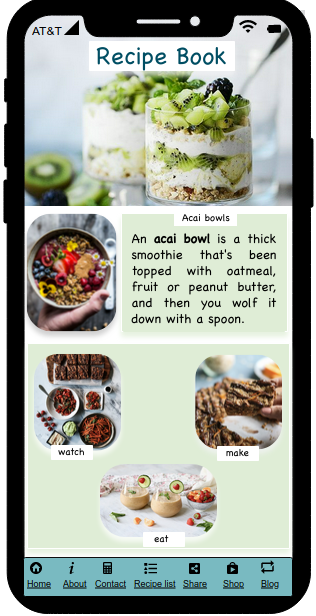 AT&T
Recipe Book
Acai bowls
An acai bowl is a thick
smoothie that's been
topped with oatmeal,
fruit or peanut butter,
and then you wolf it
down with a spoon.
watch
make
eat
Home About Contact Recipe list Share Shop Blog